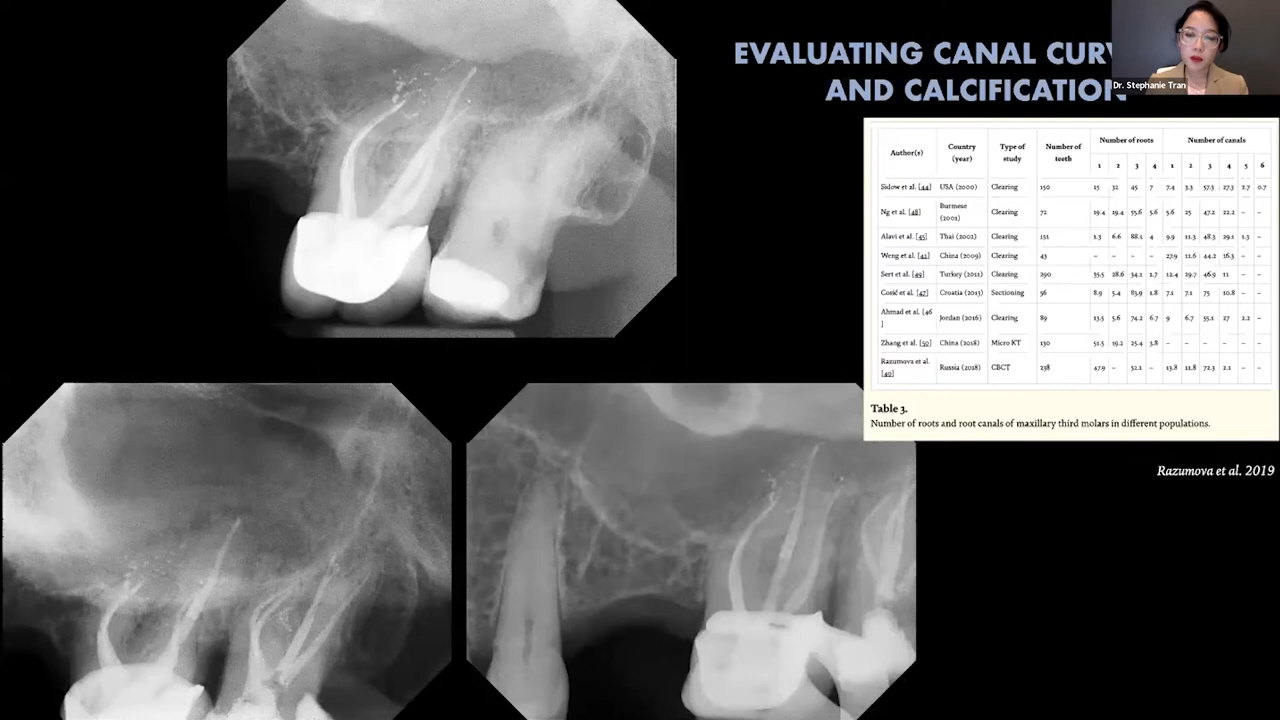 EVALUATING CANAL
AND CALCIFICATION
Dr. Stephanie Tran
Author(s) Country (year) Type of study Number of teeth Number of roots Number of canals
1 2 3 4 1 2 3 4 5 6
Sidow et al. [44] USA (2000) Clearing 150 15 32 45 7 7.4 3.3 57.3 27.3 2.7 0.7
Ng et al. [48] Burmese (2001) Clearing 72 19.4 19.4 55.6 5.6 5.6 25 47.2 22.2 – –
Alavi et al. [45] Thai (2002) Clearing 151 1.3 6.6 88.1 4 9.9 11.3 48.3 29.1 1.3 –
Weng et al. [41] China (2009) Clearing 43 – – – – 27.9 11.6 44.2 16.3 – –
Sert et al. [49] Turkey (2011) Clearing 290 35.5 28.6 34.1 1.7 12.4 29.7 46.9 11 – –
Cosić et al. [47] Croatia (2013) Sectioning 56 8.9 5.4 83.9 1.8 7.1 7.1 75 10.8 – –
Ahmad et al. [46] Jordan (2016) Clearing 89 13.5 5.6 74.2 6.7 9 6.7 55.1 27 2.2 –
Zhang et al. [50] China (2018) Micro KT 130 51.5 19.2 25.4 3.8 – – – – – –
Razumova et al. [40] Russia (2018) CBCT 238 47.9 – 52.1 – 13.8 11.8 72.3 2.1 – –
Table 3.
Number of roots and root canals of maxillary third molars in different populations.
Razumova et al. 2019